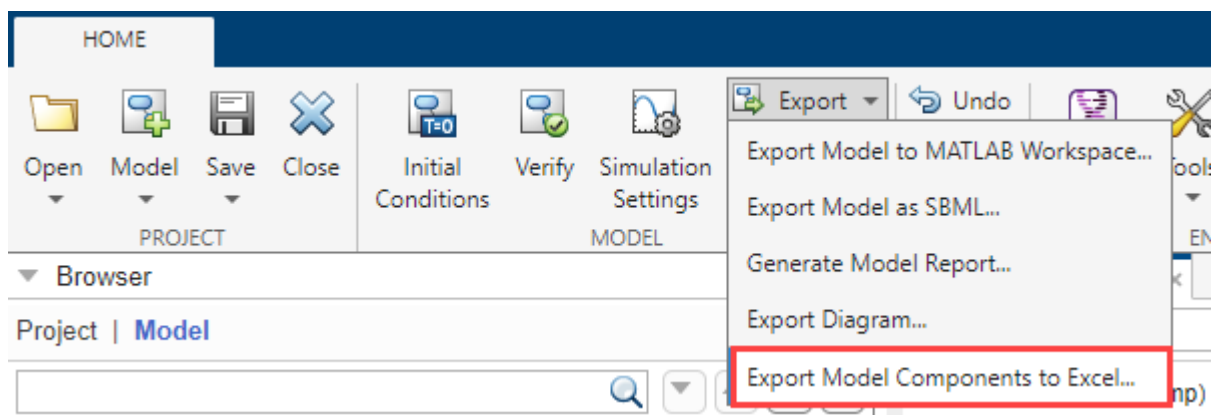 HOME
Export
Undo
T=0
Open
Model
Save
Close
Initial
Conditions
Verify
Simulation
Settings
PROJECT
MODEL
Export Model to MATLAB Workspace...
Export Model as SBML...
Generate Model Report...
Export Diagram...
Export Model Components to Excel...
Browser
Project | Model